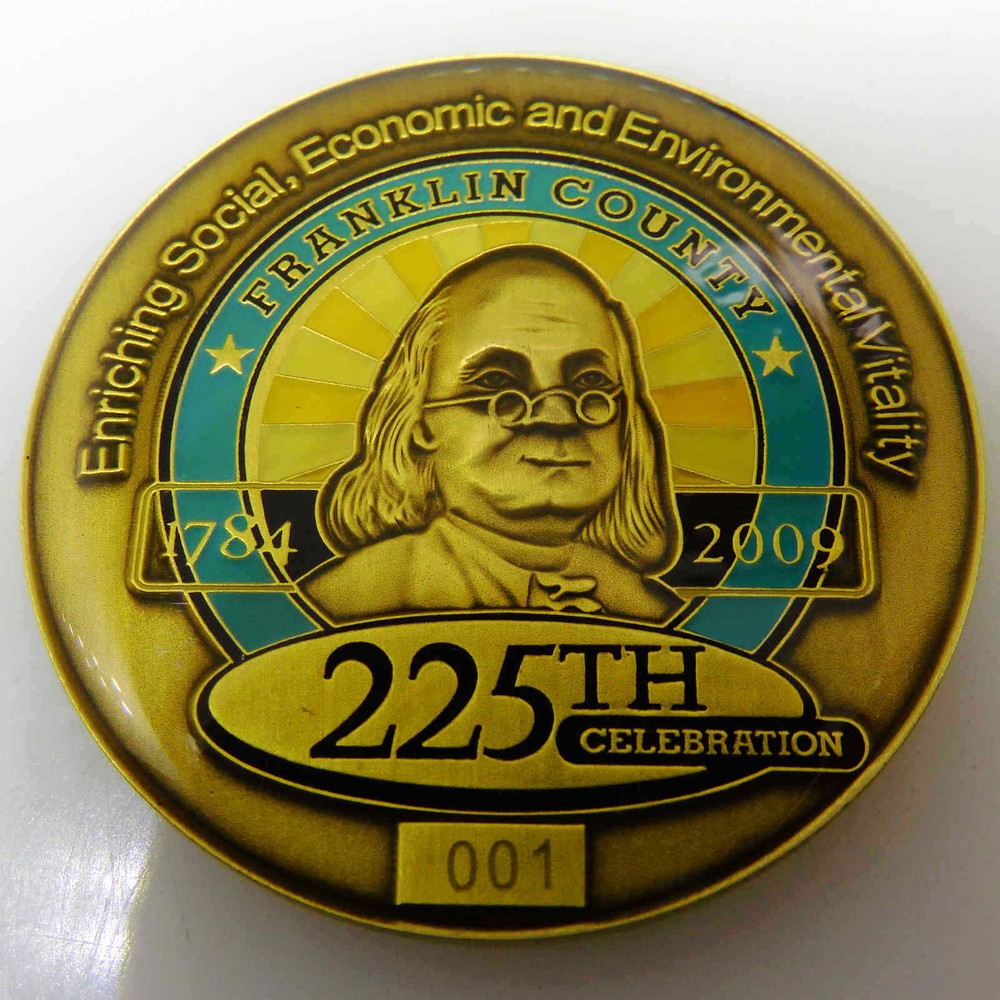 Enriching Social, Economic and Environmental Vitality
FRANKLIN COUNTY
1784
2009
225TH
CELEBRATION
001